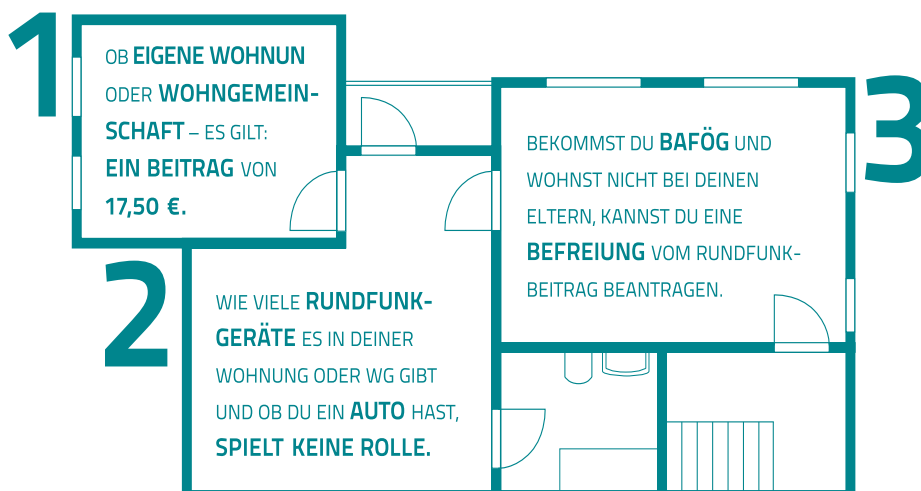 1
OB EIGENE WOHNUN
ODER WOHNGEMEIN-
SCHAFT – ES GILT:
EIN BEITRAG VON
17,50 €.
2
WIE VIELE RUNDFUNK-
GERÄTE ES IN DEINER
WOHNUNG ODER WG GIBT
UND OB DU EIN AUTO HAST,
SPIELT KEINE ROLLE.
3
BEKOMMST DU BAFÖG UND
WOHNST NICHT BEI DEINEN
ELTERN, KANNST DU EINE
BEFREIUNG VOM RUNDFUNK-
BEITRAG BEANTRAGEN.